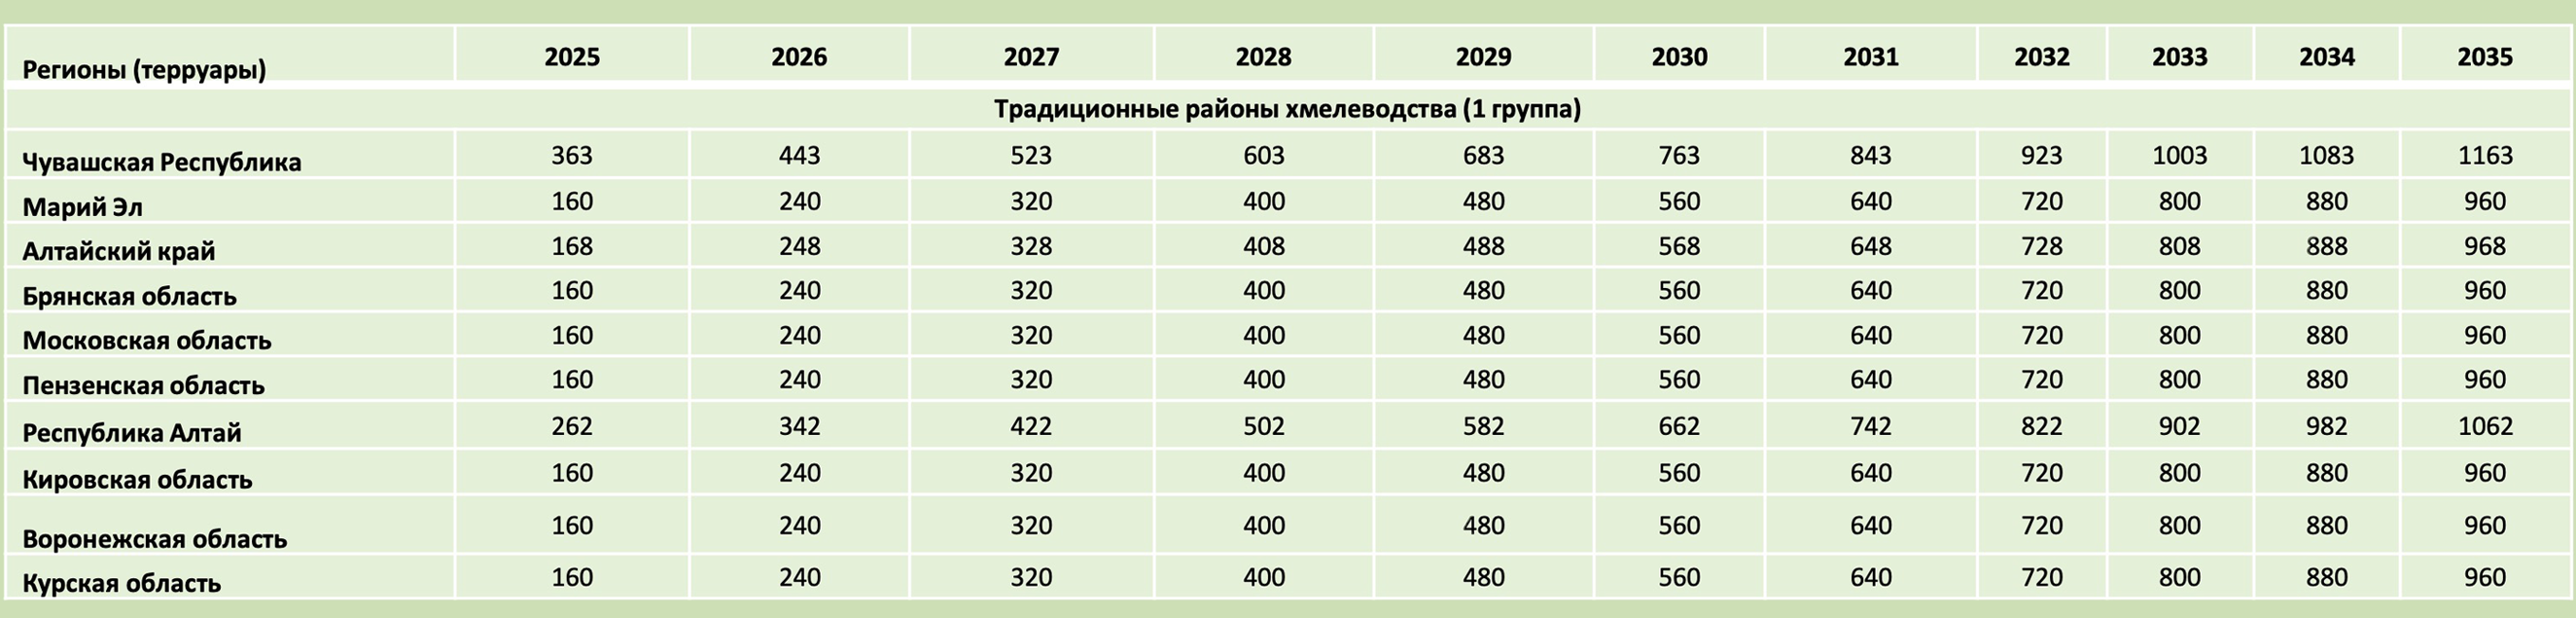 Регионы (терруары) 2025 2026 2027 2028 2029 2030 2031 2032 2033 2034 2035
Традиционные районы хмелеводства (1 группа)
Чувашская Республика 363 443 523 603 683 763 843 923 1003 1083 1163
Марий Эл 160 240 320 400 480 560 640 720 800 880 960
Алтайский край 168 248 328 408 488 568 648 728 808 888 968
Брянская область 160 240 320 400 480 560 640 720 800 880 960
Московская область 160 240 320 400 480 560 640 720 800 880 960
Пензенская область 160 240 320 400 480 560 640 720 800 880 960
Республика Алтай 262 342 422 502 582 662 742 822 902 982 1062
Кировская область 160 240 320 400 480 560 640 720 800 880 960
Воронежская область 160 240 320 400 480 560 640 720 800 880 960
Курская область 160 240 320 400 480 560 640 720 800 880 960